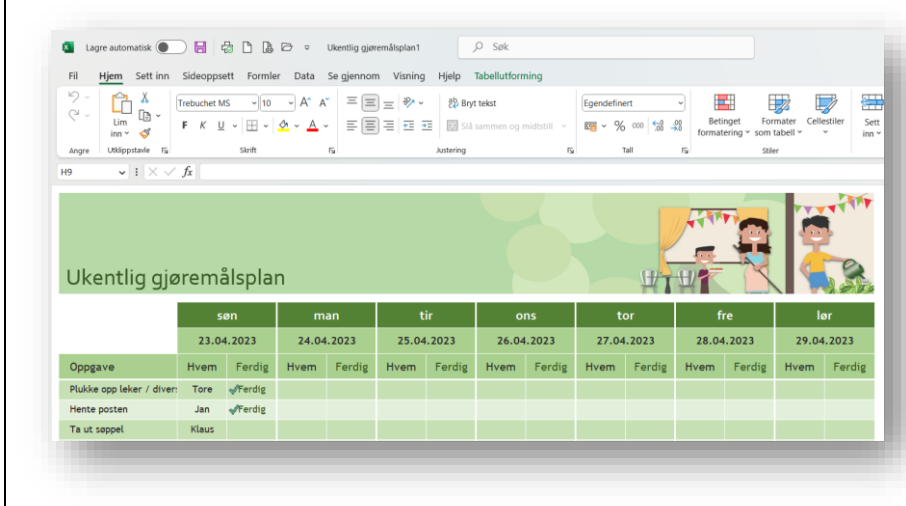 Lagre automatisk Ukentlig gjøremålsplan1 Søk
Fil Hjem Sett inn Sideoppsett Formler Data Se gjennom Visning Hjelp Tabellutforming
Trebuchet MS 10 Bryt tekst Egendefinert
Lim inn F K U A Slå sammen og midtstill % 000 Betinget formatering Formater som tabell Cellestiler Sett inn
Angre Utklippstavle Skrift Justering Tall Stiler
H9 fx
Ukentlig gjøremålsplan
søn man tir ons tor fre lør
23.04.2023 24.04.2023 25.04.2023 26.04.2023 27.04.2023 28.04.2023 29.04.2023
Oppgave Hvem Ferdig Hvem Ferdig Hvem Ferdig Hvem Ferdig Hvem Ferdig Hvem Ferdig Hvem Ferdig
Plukke opp leker / diver Tore Ferdig
Hente posten Jan Ferdig
Ta ut søppel Klaus